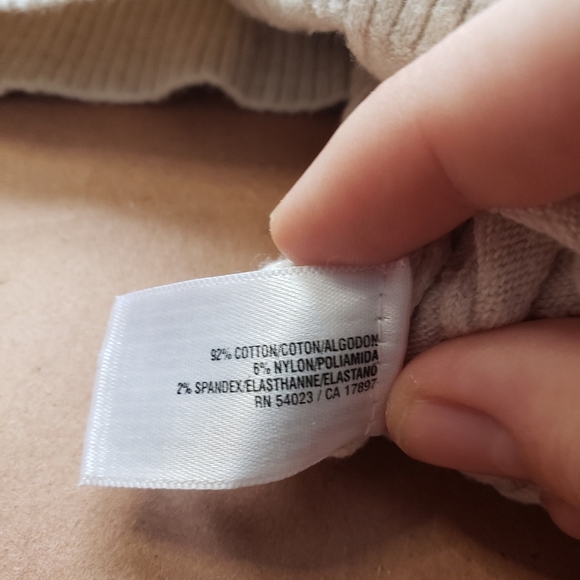 92% COTTON/COTON/ALGODON
6% NYLON/POLIAMIDA
2% SPANDEX/ELASTHANNE/ELASTANO
RN 54023 / CA 17897